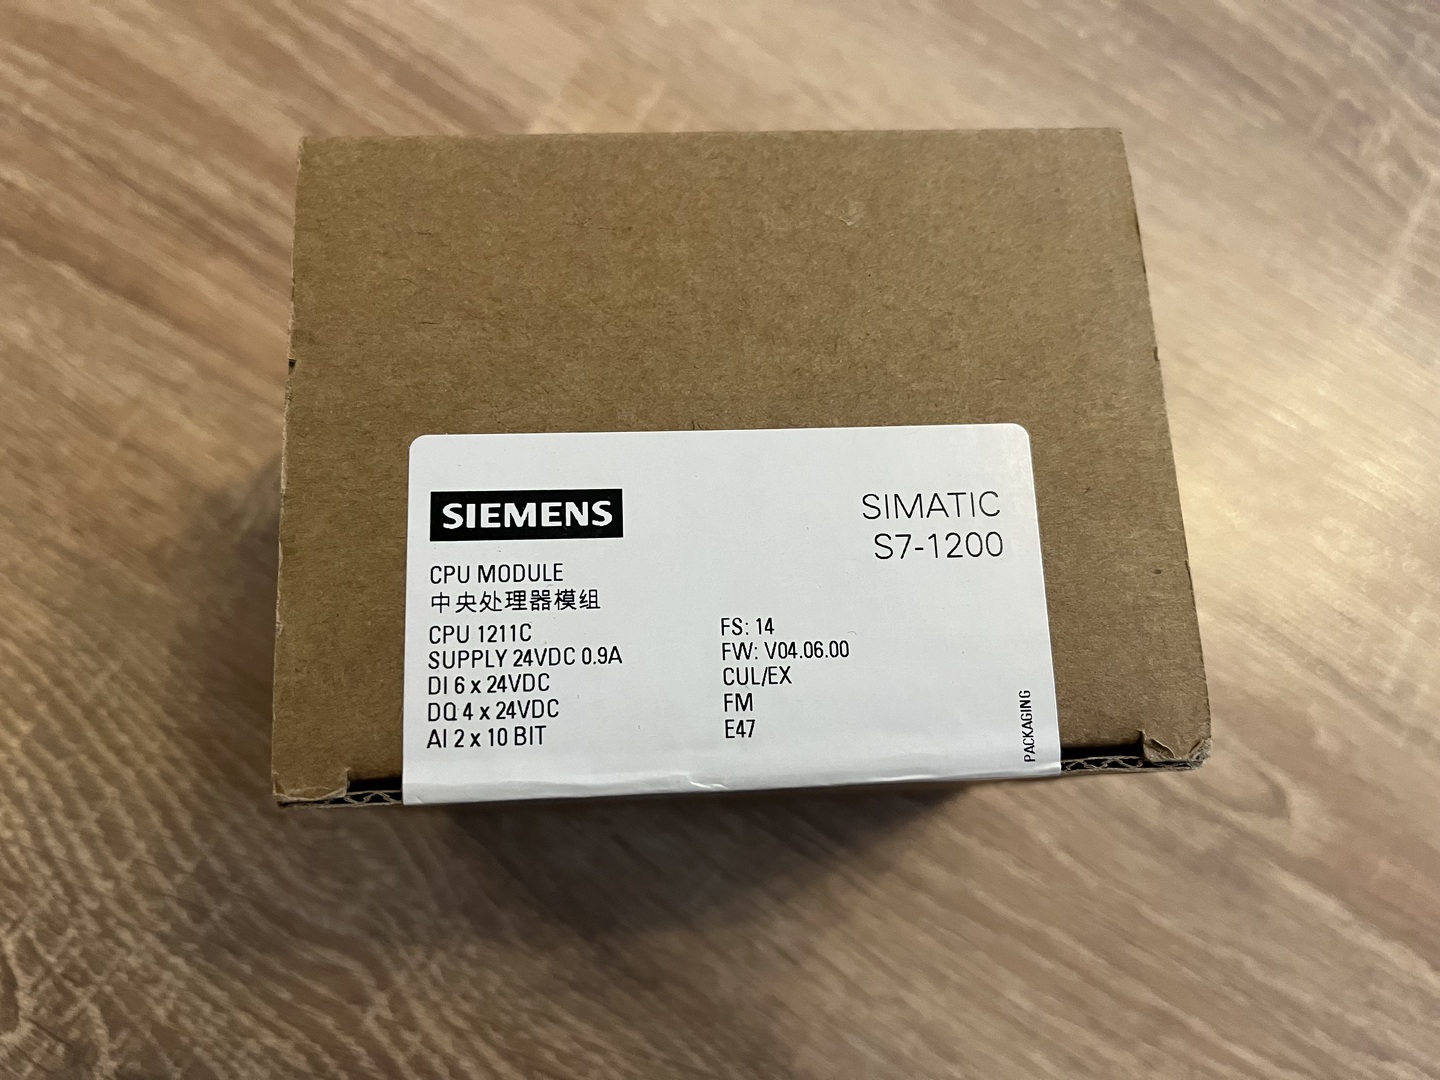 SIEMENS
SIMATIC
S7-1200
CPU MODULE
中央处理器模组
CPU 1211C
SUPPLY 24VDC 0.9A
DI 6 x 24VDC
DQ 4 x 24VDC
AI 2 x 10 BIT
FS: 14
FW: V04.06.00
CUL/EX
FM
E47
PACKAGING